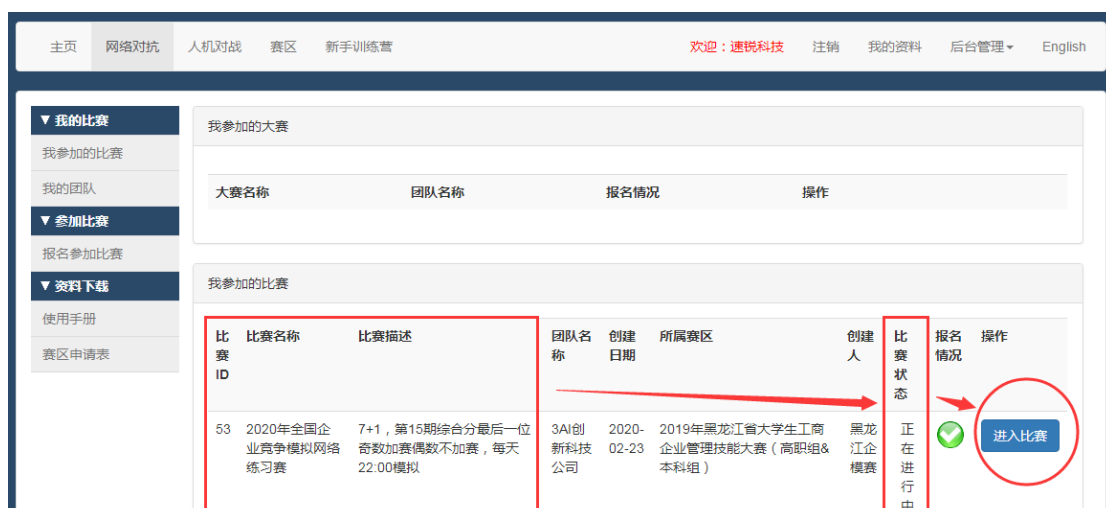 主页 网络对抗 人机对战 赛区 新手训练营 欢迎：速锐科技 注销 我的资料 后台管理 English
▼ 我的比赛
我参加的比赛
我的团队
▼ 参加比赛
报名参加比赛
▼ 资料下载
使用手册
赛区申请表
我参加的大赛
大赛名称 团队名称 报名情况 操作
我参加的比赛
比 比赛名称 比赛描述 团队名 创建 所属赛区 创建 比 报名 操作
赛 称 日期 人 赛 情况
ID 状
态
53 2020年全国企 7+1，第15期综合分最后一位 3AI创 2020- 2019年黑龙江省大学生工商 黑龙 正 进入比赛
业竞争模拟网络 奇数加赛偶数不加赛，每天 新科技 02-23 企业管理技能大赛（高职组& 江企 在
练习赛 22:00模拟 公司 本科组） 模赛 进
行
中